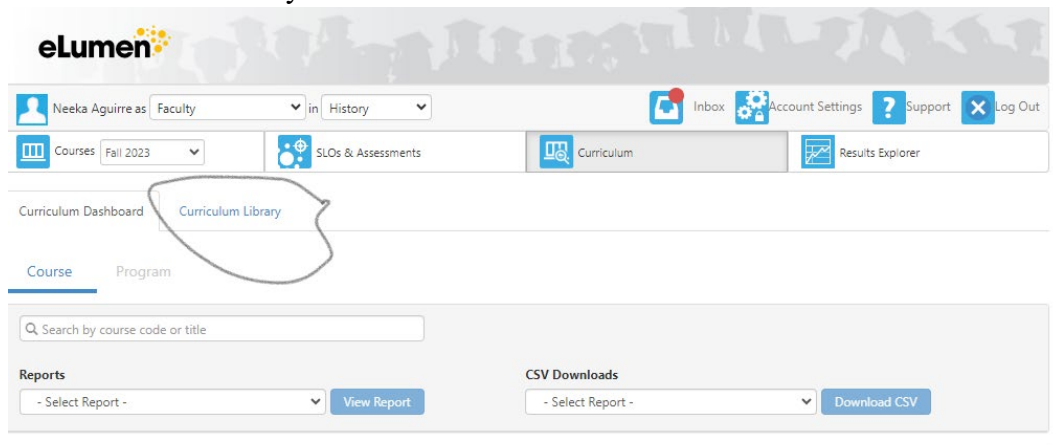 eLumen
Neeka Aguirre as Faculty in History Inbox Account Settings ? Support Log Out
Courses Fall 2023 SLOs & Assessments Curriculum Results Explorer
Curriculum Dashboard Curriculum Library
Course Program
Search by course code or title
Reports CSV Downloads
- Select Report - View Report - Select Report - Download CSV